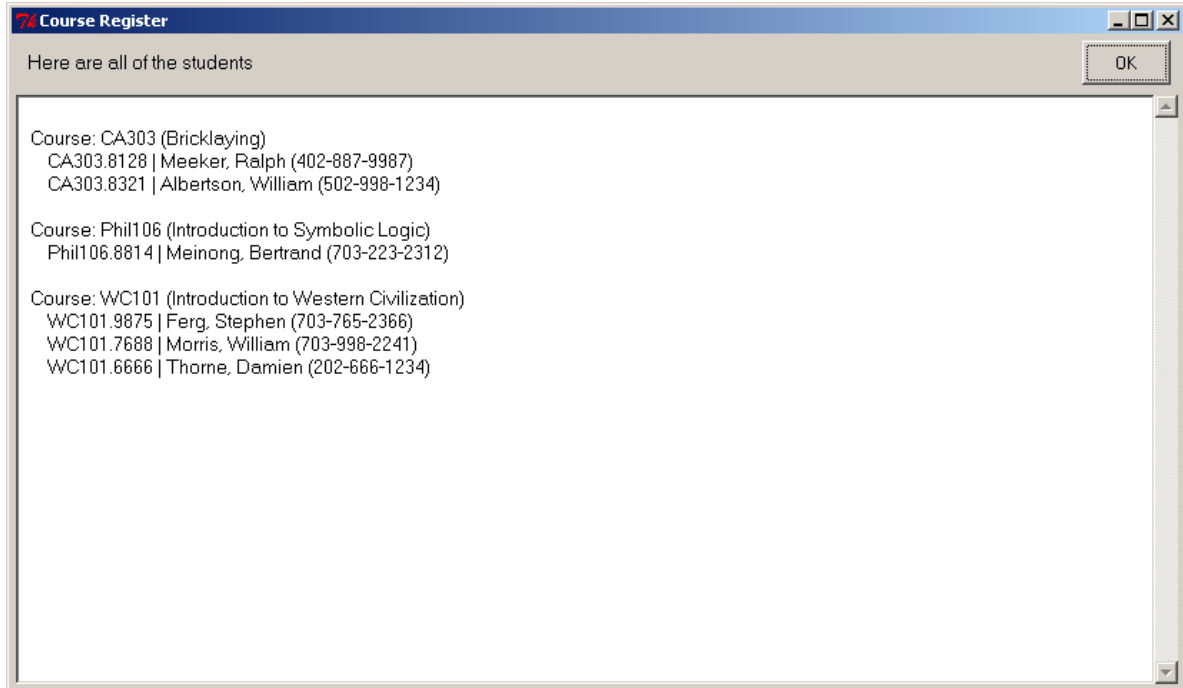 Course Register
Here are all of the students
OK
Course: CA303 (Bricklaying)
CA303.8128 | Meeker, Ralph (402-887-9987)
CA303.8321 | Albertson, William (502-998-1234)
Course: Phil106 (Introduction to Symbolic Logic)
Phil106.8814 | Meinong, Bertrand (703-223-2312)
Course: WC101 (Introduction to Western Civilization)
WC101.9875 | Ferg, Stephen (703-765-2366)
WC101.7688 | Morris, William (703-998-2241)
WC101.6666 | Thorne, Damien (202-666-1234)